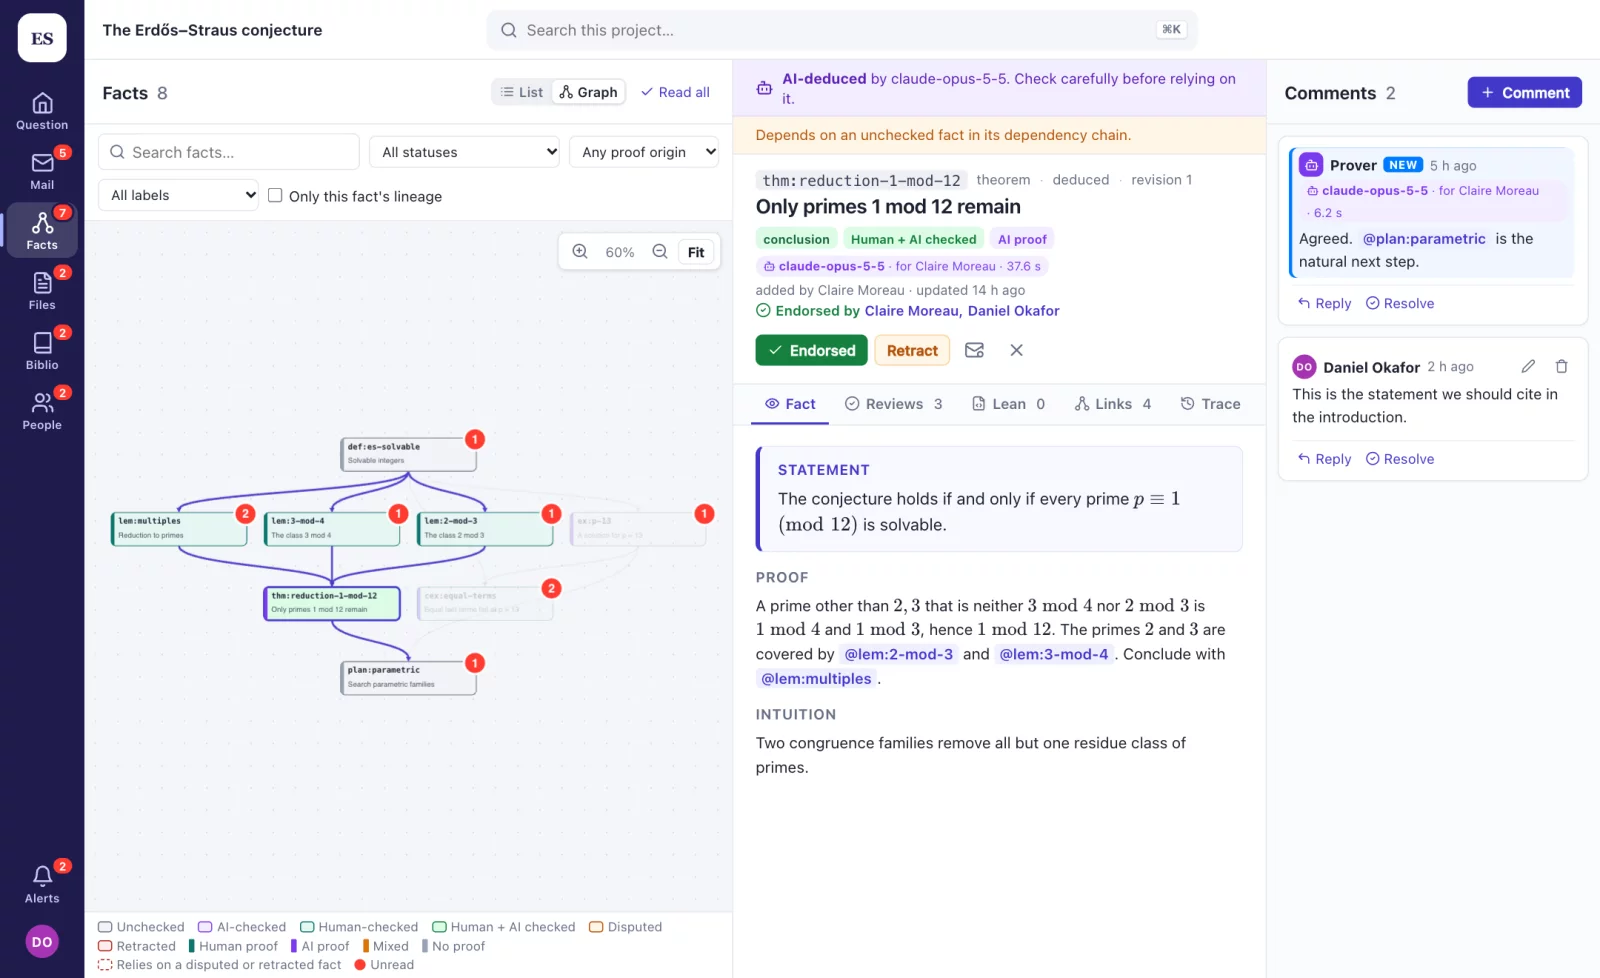 ES
The Erdős–Straus conjecture
Search this project...
⌘K
Question
5
Mail
7
Facts
2
Files
2
Biblio
2
People
2
Alerts
DO
Facts 8
List
Graph
Read all
Search facts...
All statuses
Any proof origin
All labels
Only this fact's lineage
60%
Fit
def:es-solvable
Solvable integers
1
lem:multiples
Reduction to primes
2
lem:3-mod-4
The class 3 mod 4
1
lem:2-mod-3
The class 2 mod 3
1
ex:p-13
A solution for p = 13
1
thm:reduction-1-mod-12
Only primes 1 mod 12 remain
cex:equal-terms
2
plan:parametric
Search parametric families
1
Unchecked AI-checked Human-checked Human + AI checked Disputed
Retracted Human proof AI proof Mixed No proof
Relies on a disputed or retracted fact Unread
AI-deduced by claude-opus-5-5. Check carefully before relying on
it.
Depends on an unchecked fact in its dependency chain.
thm:reduction-1-mod-12 theorem · deduced · revision 1
Only primes 1 mod 12 remain
conclusion Human + AI checked AI proof
claude-opus-5-5 · for Claire Moreau · 37.6 s
added by Claire Moreau · updated 14 h ago
Endorsed by Claire Moreau, Daniel Okafor
Endorsed Retract
Fact Reviews 3 Lean 0 Links 4 Trace
STATEMENT
The conjecture holds if and only if every prime p ≡ 1
(mod 12) is solvable.
PROOF
A prime other than 2, 3 that is neither 3 mod 4 nor 2 mod 3 is
1 mod 4 and 1 mod 3, hence 1 mod 12. The primes 2 and 3 are
covered by @lem:2-mod-3 and @lem:3-mod-4 . Conclude with
@lem:multiples .
INTUITION
Two congruence families remove all but one residue class of
primes.
Comments 2
+ Comment
Prover NEW 5 h ago
claude-opus-5-5 · for Claire Moreau
· 6.2 s
Agreed. @plan:parametric is the
natural next step.
Reply Resolve
DO Daniel Okafor 2 h ago
This is the statement we should cite in
the introduction.
Reply Resolve